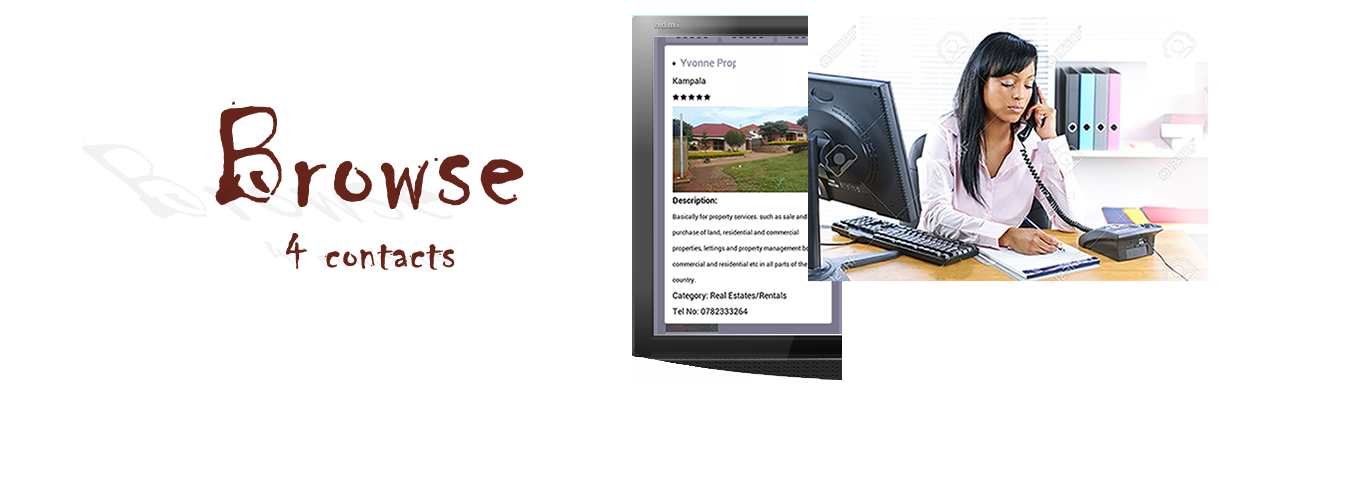 Browse
4 contacts
Yvonne Prop
Kampala
Description:
Basically for property services. such as sale and
purchase of land, residential and commercial
properties, lettings and property management bo
commercial and residential etc in all parts of the
country.
Category: Real Estates/Rentals
Tel No: 0782333264